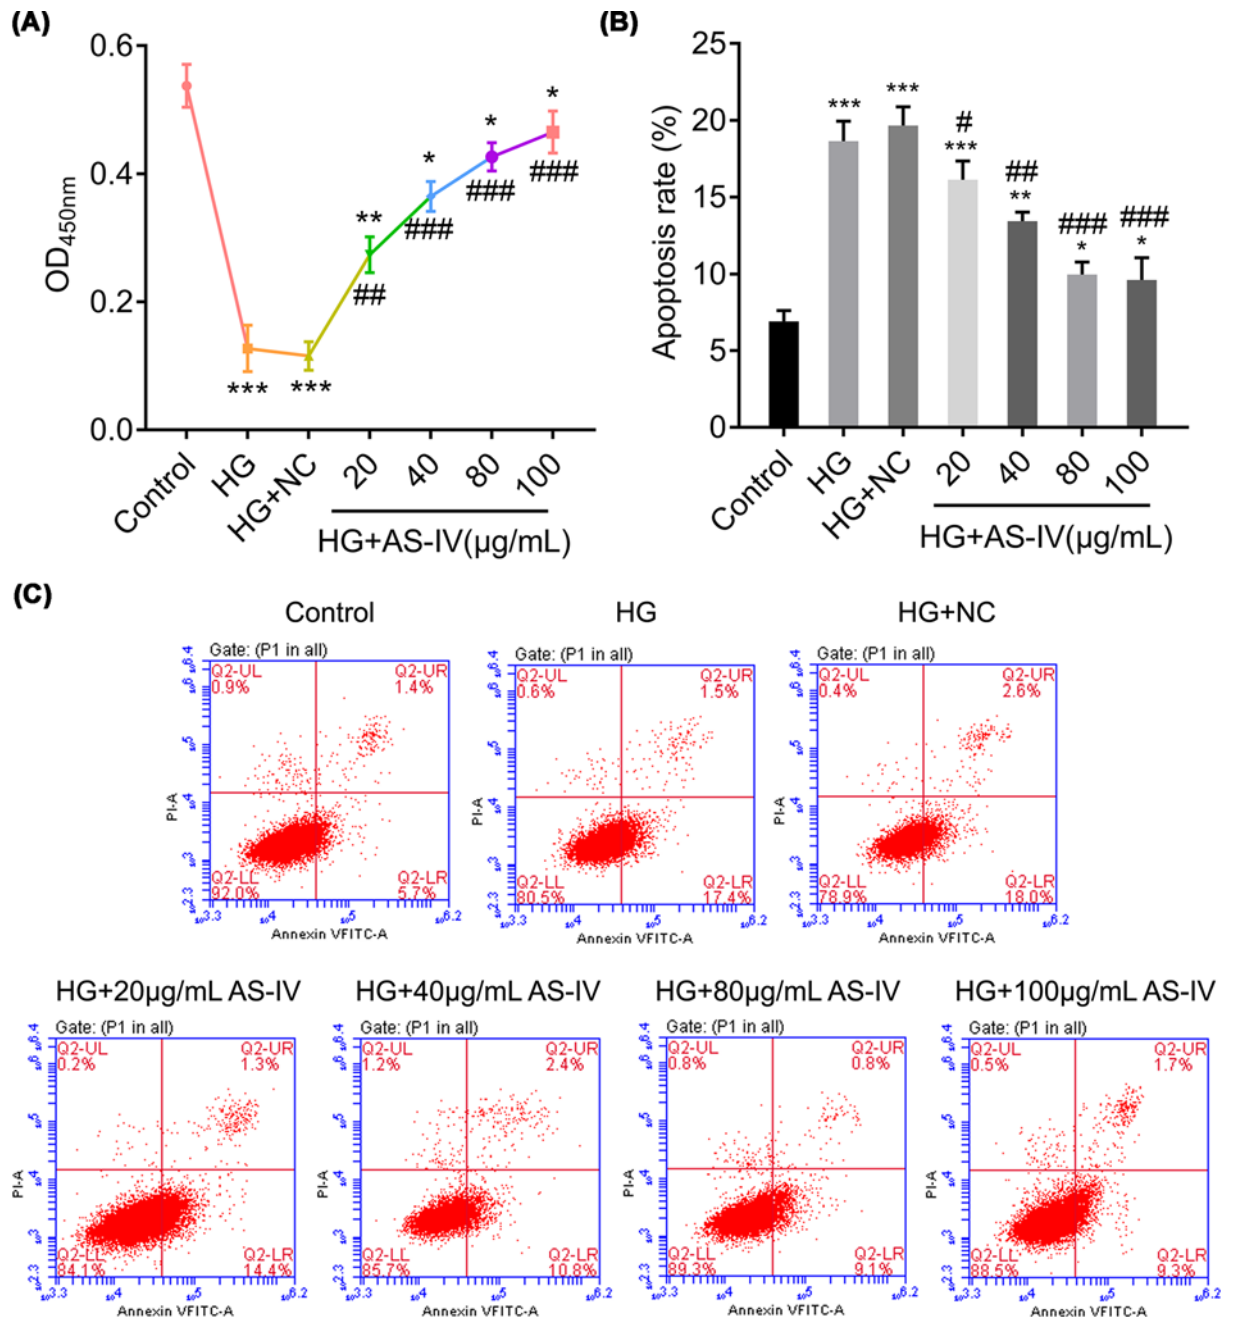 (A)
0.6
0.4
0.2
0.0
OD450nm
***
***
**
##
*
###
*
###
*
###
Control
HG
HG+NC
20
40
80
100
HG+AS-IV(µg/mL)
(B)
25
20
15
10
5
0
Apoptosis rate (%)
***
***
#
***
##
**
###
*
###
*
Control
HG
HG+NC
20
40
80
100
HG+AS-IV(µg/mL)
(C)
Control
Gate: (P1 in all)
Q2-UL
0.9%
Q2-UR
1.4%
Q2-LL
92.0%
Q2-LR
5.7%
PI-A
Annexin VFITC-A
HG
Gate: (P1 in all)
Q2-UL
0.6%
Q2-UR
1.5%
Q2-LL
80.5%
Q2-LR
17.4%
PI-A
Annexin VFITC-A
HG+NC
Gate: (P1 in all)
Q2-UL
0.4%
Q2-UR
2.6%
Q2-LL
78.9%
Q2-LR
18.0%
PI-A
Annexin VFITC-A
HG+20µg/mL AS-IV
Gate: (P1 in all)
Q2-UL
0.2%
Q2-UR
1.3%
Q2-LL
84.1%
Q2-LR
14.4%
PI-A
Annexin VFITC-A
HG+40µg/mL AS-IV
Gate: (P1 in all)
Q2-UL
1.2%
Q2-UR
2.4%
Q2-LL
85.7%
Q2-LR
10.8%
PI-A
Annexin VFITC-A
HG+80µg/mL AS-IV
Gate: (P1 in all)
Q2-UL
0.8%
Q2-UR
0.8%
Q2-LL
89.3%
Q2-LR
9.1%
PI-A
Annexin VFITC-A
HG+100µg/mL AS-IV
Gate: (P1 in all)
Q2-UL
0.5%
Q2-UR
1.7%
Q2-LL
88.5%
Q2-LR
9.3%
PI-A
Annexin VFITC-A